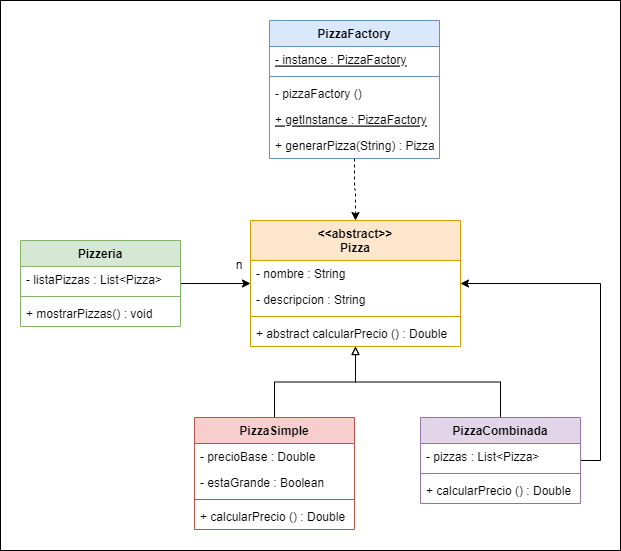 PizzaFactory
- instance : PizzaFactory
- pizzaFactory ()
+ getInstance : PizzaFactory
+ generarPizza(String) : Pizza
<<abstract>>
Pizza
- nombre : String
- descripcion : String
+ abstract calcularPrecio () : Double
Pizzeria
- listaPizzas : List<Pizza>
+ mostrarPizzas() : void
n
PizzaSimple
- precioBase : Double
- estaGrande : Boolean
+ calcularPrecio () : Double
PizzaCombinada
- pizzas : List<Pizza>
+ calcularPrecio () : Double